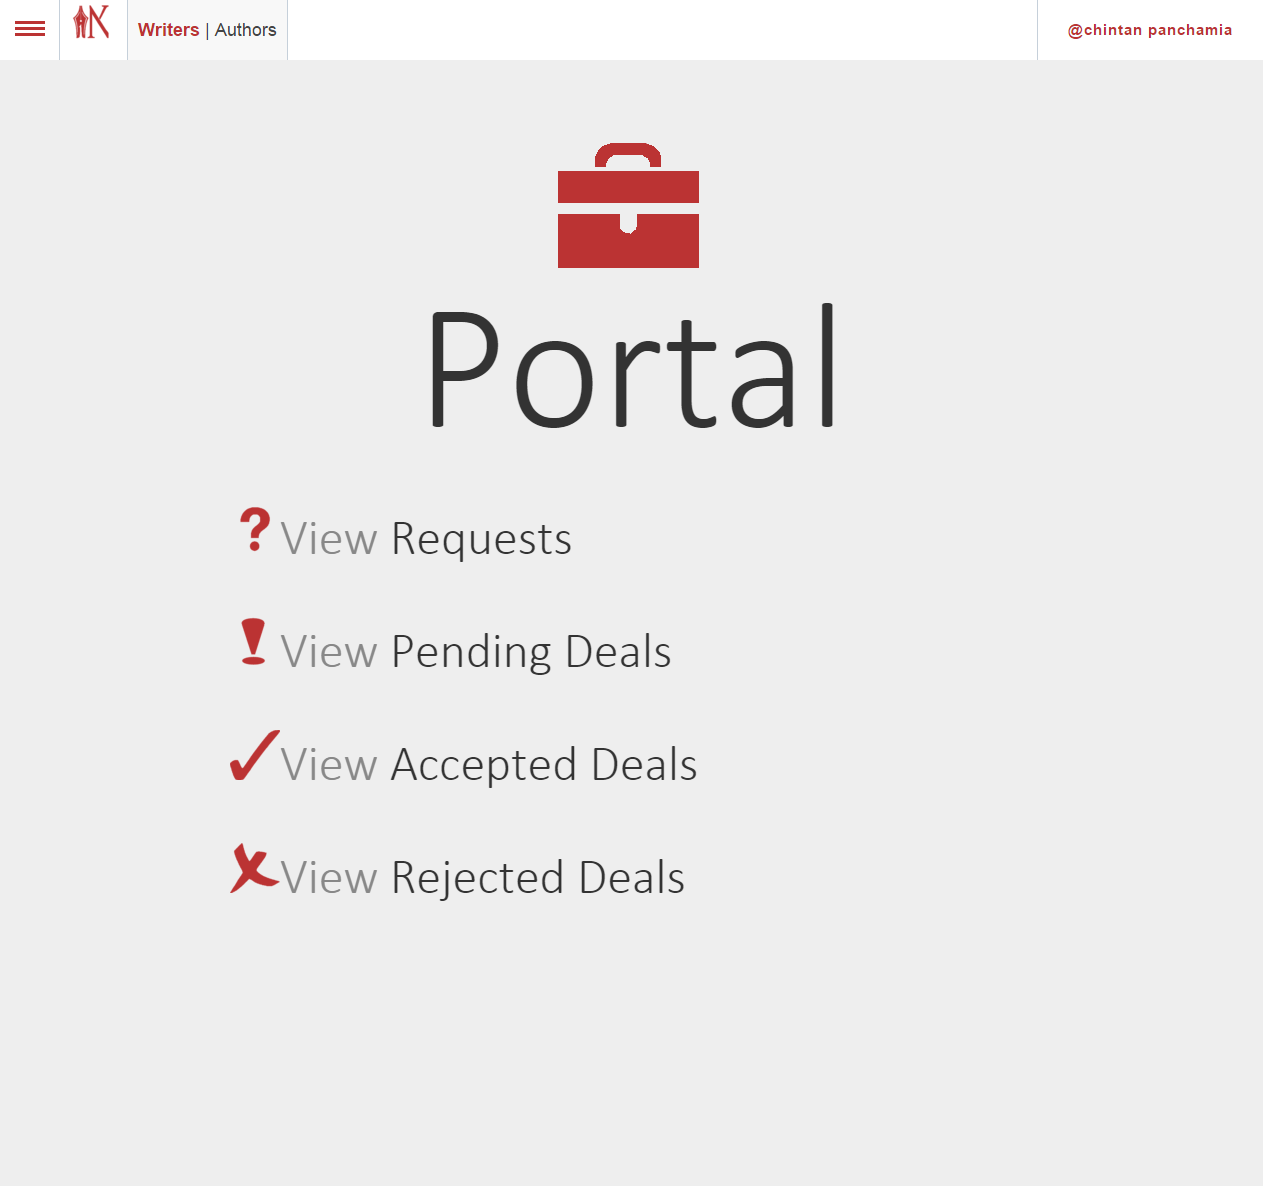 Writers | Authors
@chintan panchamia
Portal
? View Requests
! View Pending Deals
✓ View Accepted Deals
✗ View Rejected Deals